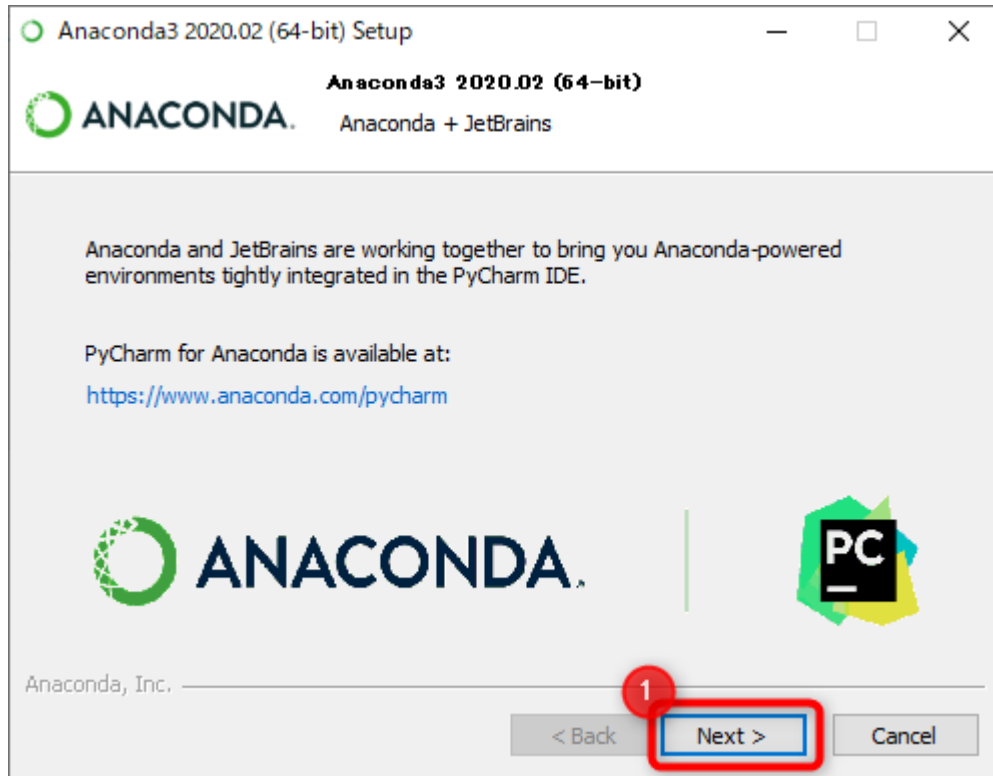 Anaconda3 2020.02 (64-bit) Setup
Anaconda3 2020.02 (64-bit)
ANACONDA.
Anaconda + JetBrains
Anaconda and JetBrains are working together to bring you Anaconda-powered
environments tightly integrated in the PyCharm IDE.
PyCharm for Anaconda is available at:
https://www.anaconda.com/pycharm
ANACONDA.
PC
Anaconda, Inc.
1
< Back
Next >
Cancel